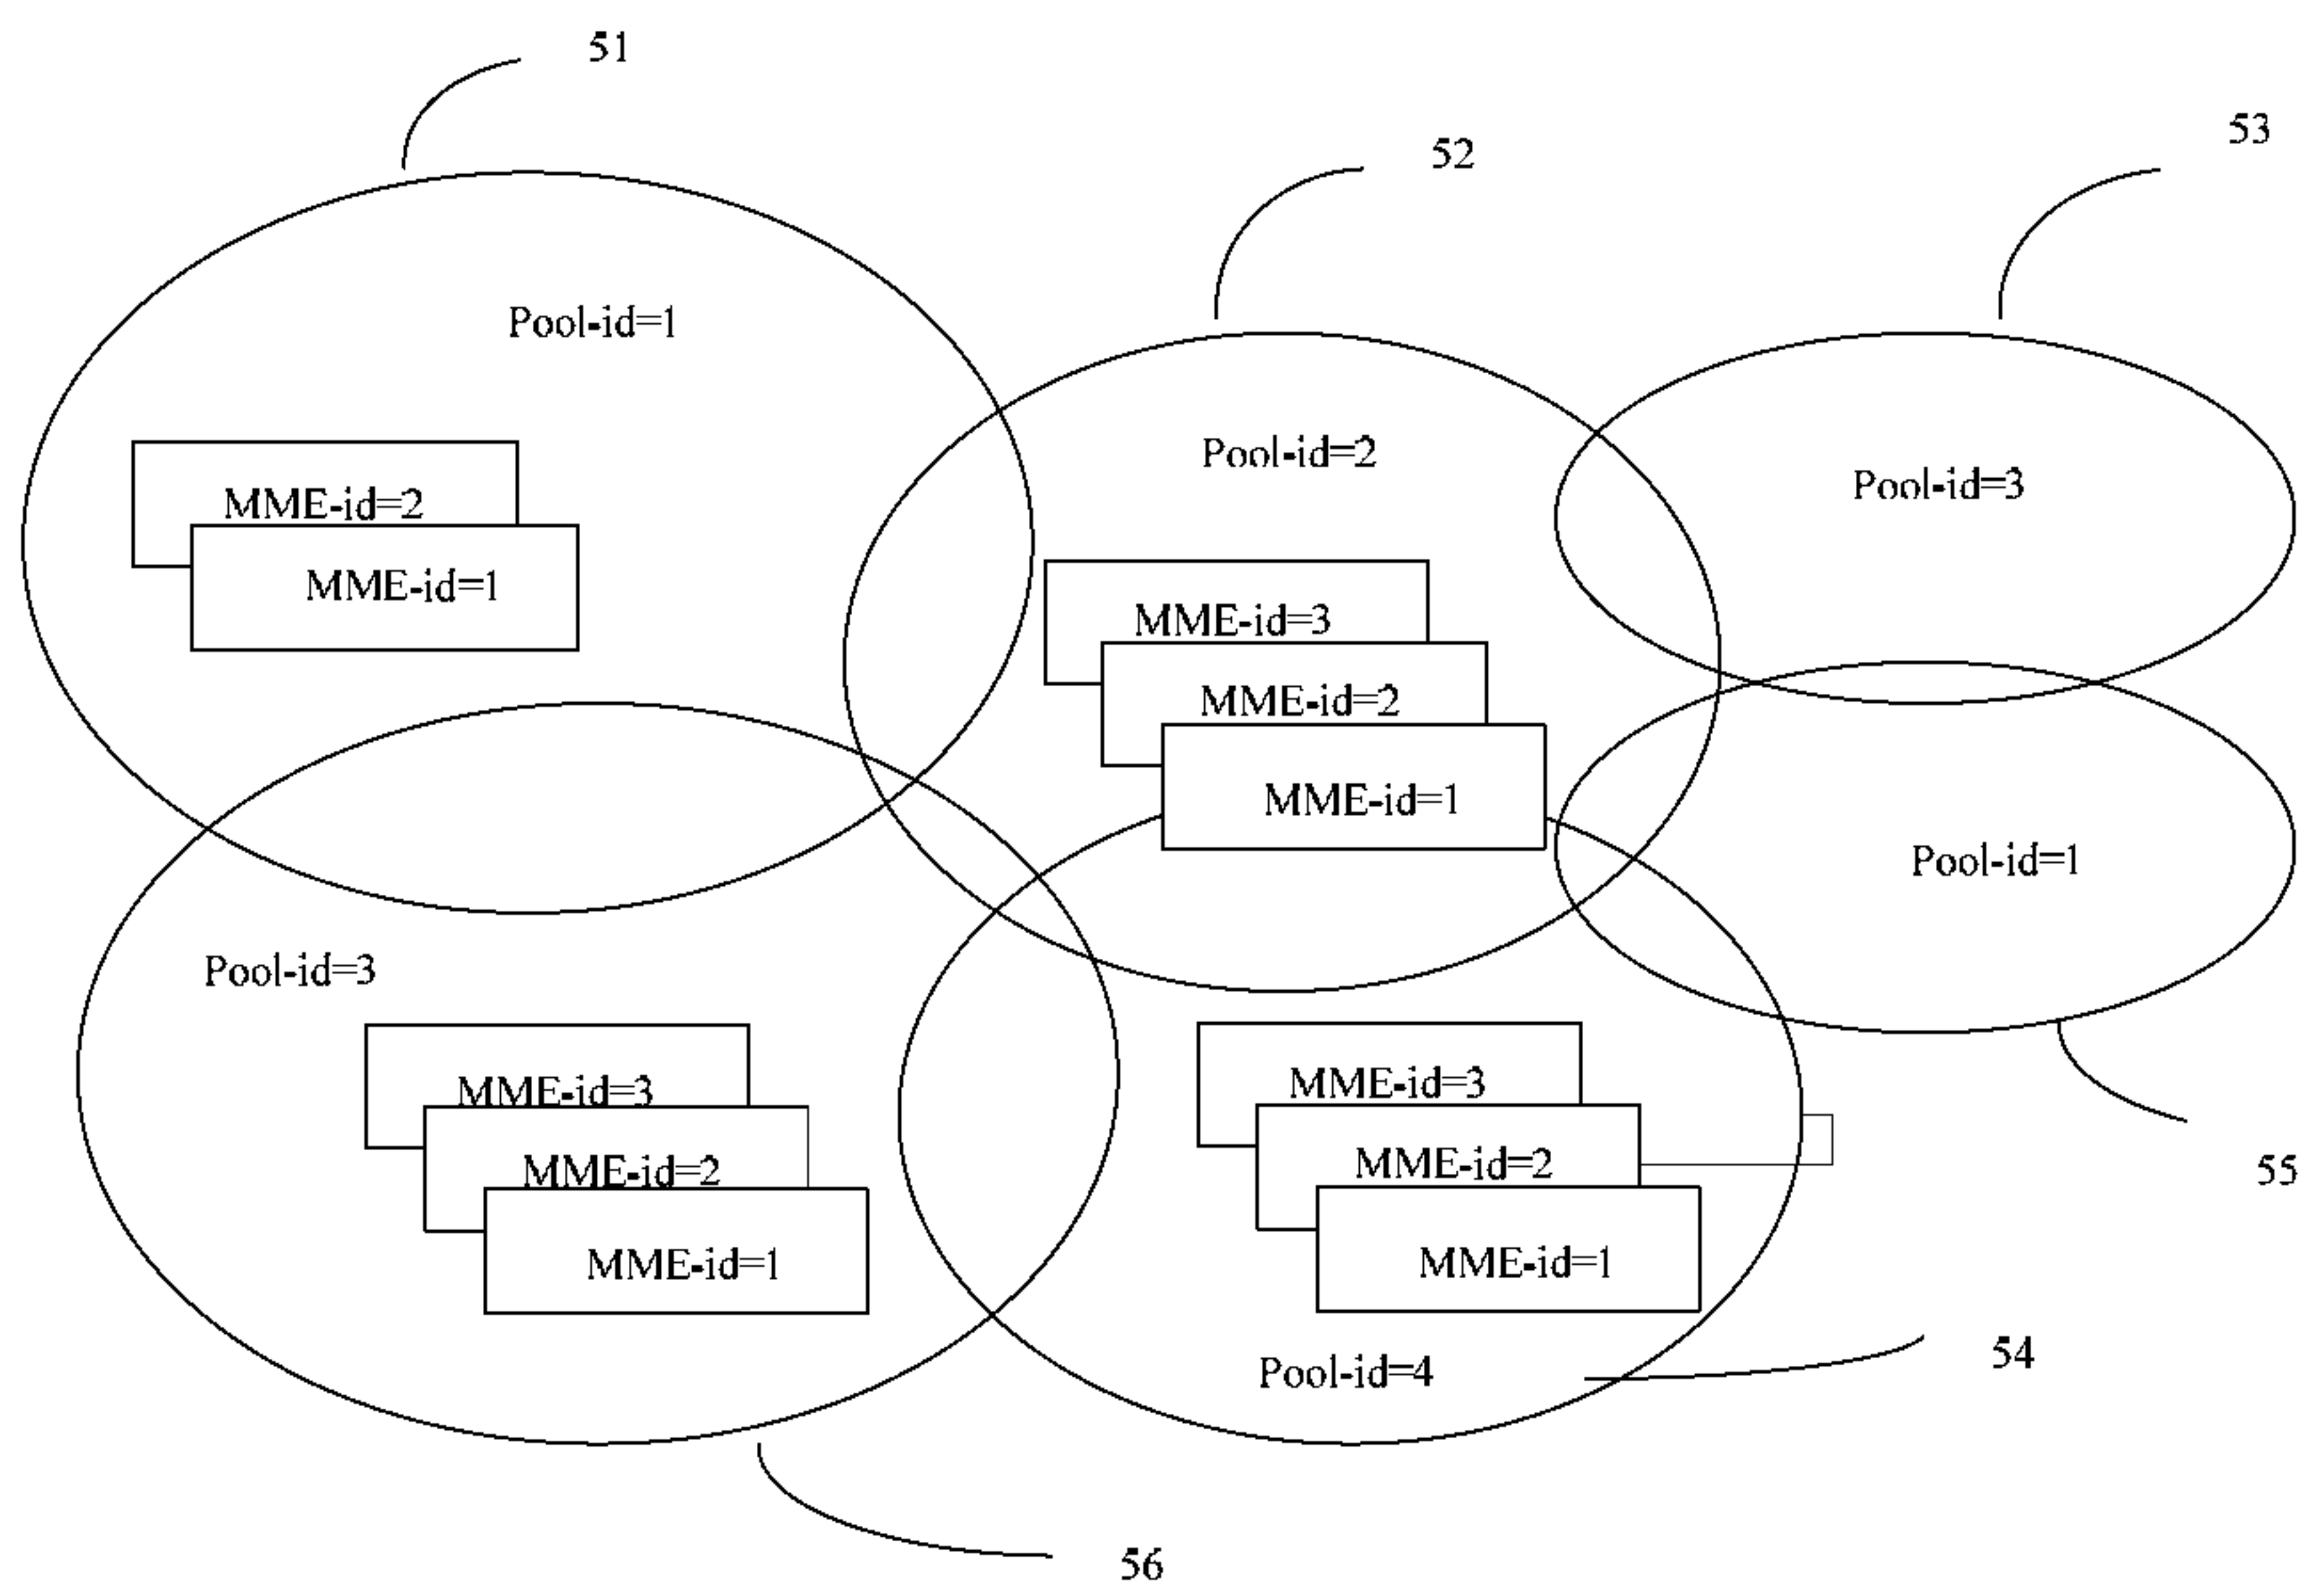 51
53
52
Pool-id=1
Pool-id=2
Pool-id=3
MME-id=2
MME-id=1
MME-id=3
MME-id=2
MME-id=1
Pool-id=1
Pool-id=3
MME-id=3
MME-id=2
MME-id=1
MME-id=3
MME-id=2
MME-id=1
55
54
Pool-id=4
56